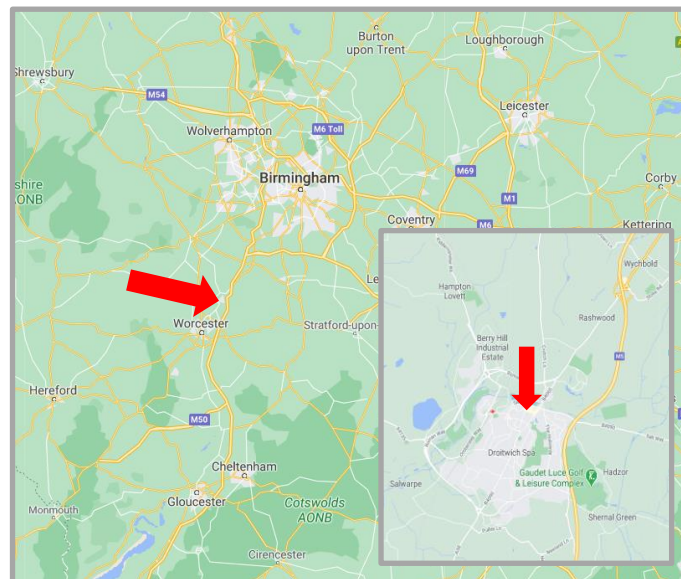 Burton
upon Trent
Loughborough
Shrewsbury
M54
Leicester
Wolverhampton
M6 Toll
Birmingham
M69
M1
shire
AONB
Corby
Coventry
M6
Kettering
Worcester
Stratford-upon-
Hereford
M50
Cheltenham
Gloucester
Monmouth
Cotswolds
AONB
Cirencester
Wychbold
Hampton
Lovett
Rashwood
Berry Hill
Industrial
Estate
M5
Droitwich Spa
Gaudet Luce Golf
& Leisure Complex
Hadzor
Salwarpe
Shernal Green